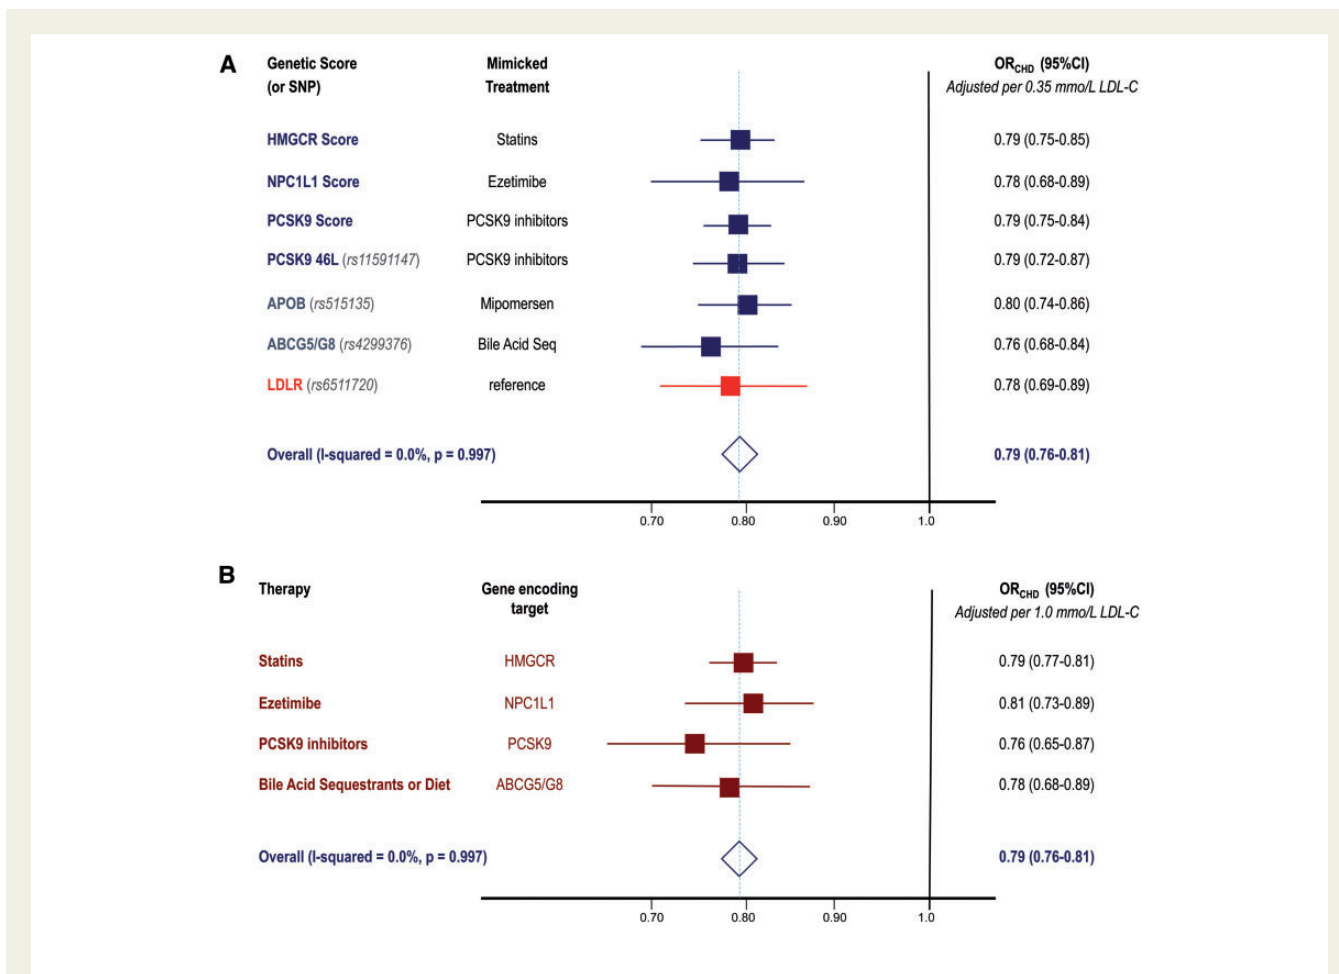 A
Genetic Score
(or SNP)
Mimicked
Treatment
OR_CHD (95%CI)
Adjusted per 0.35 mmo/L LDL-C
HMGCR Score Statins 0.79 (0.75-0.85)
NPC1L1 Score Ezetimibe 0.78 (0.68-0.89)
PCSK9 Score PCSK9 inhibitors 0.79 (0.75-0.84)
PCSK9 46L (rs11591147) PCSK9 inhibitors 0.79 (0.72-0.87)
APOB (rs515135) Mipomersen 0.80 (0.74-0.86)
ABCG5/G8 (rs4299376) Bile Acid Seq 0.76 (0.68-0.84)
LDLR (rs6511720) reference 0.78 (0.69-0.89)
Overall (I-squared = 0.0%, p = 0.997) 0.79 (0.76-0.81)
0.70 0.80 0.90 1.0
B
Therapy
Gene encoding
target
OR_CHD (95%CI)
Adjusted per 1.0 mmo/L LDL-C
Statins HMGCR 0.79 (0.77-0.81)
Ezetimibe NPC1L1 0.81 (0.73-0.89)
PCSK9 inhibitors PCSK9 0.76 (0.65-0.87)
Bile Acid Sequestrants or Diet ABCG5/G8 0.78 (0.68-0.89)
Overall (I-squared = 0.0%, p = 0.997) 0.79 (0.76-0.81)
0.70 0.80 0.90 1.0